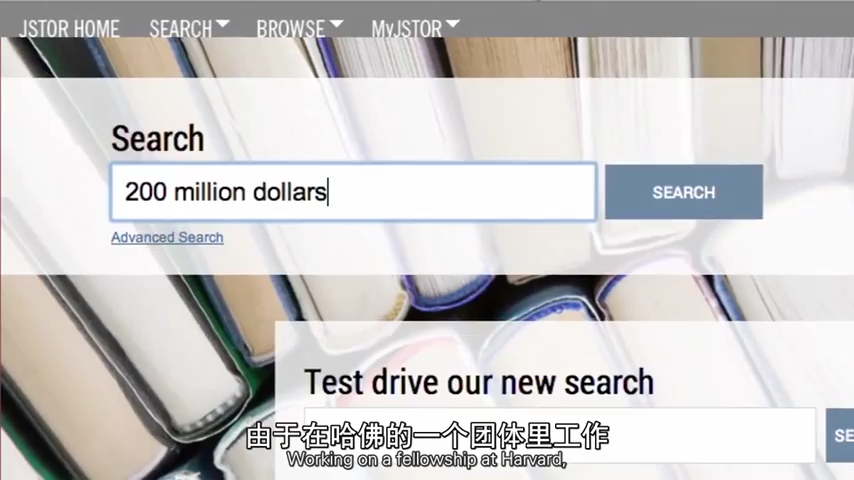 JSTOR HOME SEARCH BROWSE MyJSTOR
Search
200 million dollars
SEARCH
Advanced Search
Test drive our new search
SE
由于在哈佛的一个团体里工作
Working on a fellowship at Harvard,